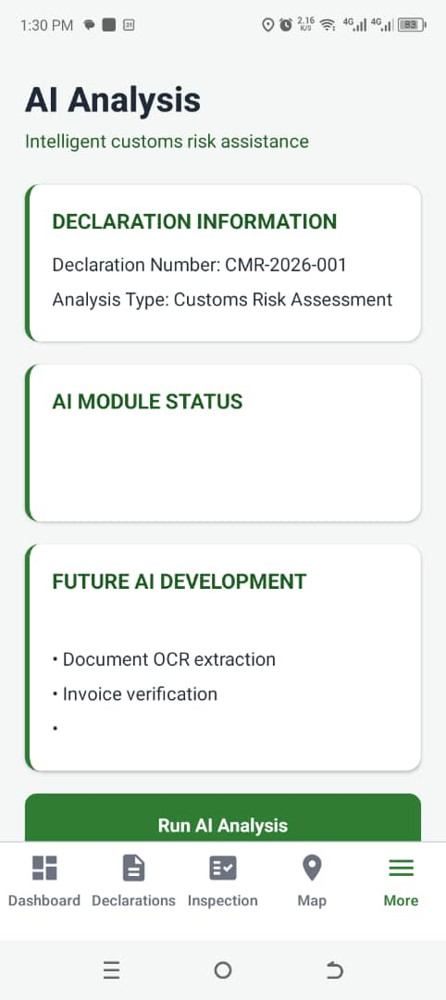 1:30 PM
31
2.16
K/S
4G
4G
83
AI Analysis
Intelligent customs risk assistance
DECLARATION INFORMATION
Declaration Number: CMR-2026-001
Analysis Type: Customs Risk Assessment
AI MODULE STATUS
FUTURE AI DEVELOPMENT
• Document OCR extraction
• Invoice verification
•
Run AI Analysis
Dashboard Declarations Inspection Map More